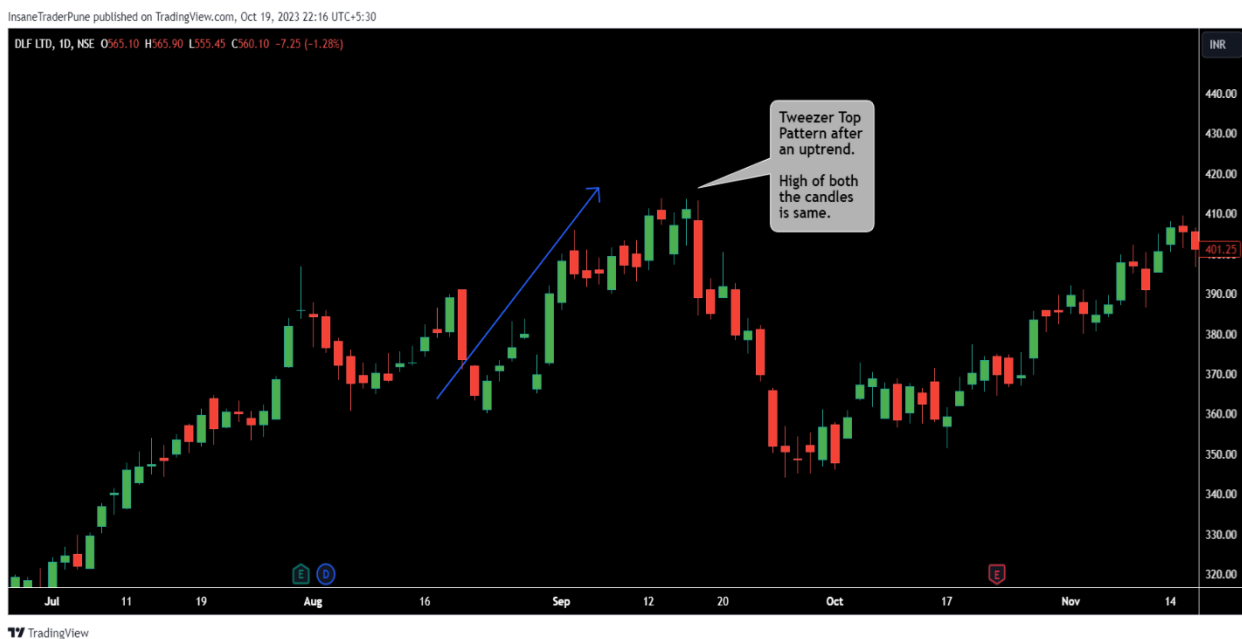 InsaneTraderPune published on TradingView.com, Oct 19, 2023 22:16 UTC+5:30
DLF LTD, 1D, NSE O565.10 H565.90 L555.45 C560.10 −7.25 (−1.28%)
INR
440.00
430.00
Tweezer Top
Pattern after
an uptrend.
High of both
the candles
is same.
420.00
410.00
401.25
390.00
380.00
370.00
360.00
350.00
340.00
330.00
320.00
E D E
Jul 11 19 Aug 16 Sep 12 20 Oct 17 Nov 14
TradingView